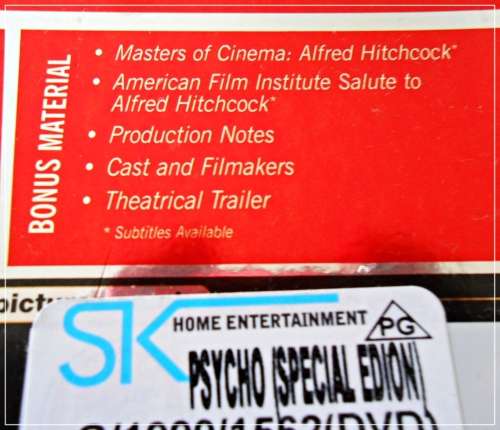 BONUS MATERIAL
• Masters of Cinema: Alfred Hitchcock*
• American Film Institute Salute to
Alfred Hitchcock*
• Production Notes
• Cast and Filmakers
• Theatrical Trailer
* Subtitles Available
SK HOME ENTERTAINMENT PG
PSYCHO (SPECIAL EDION)